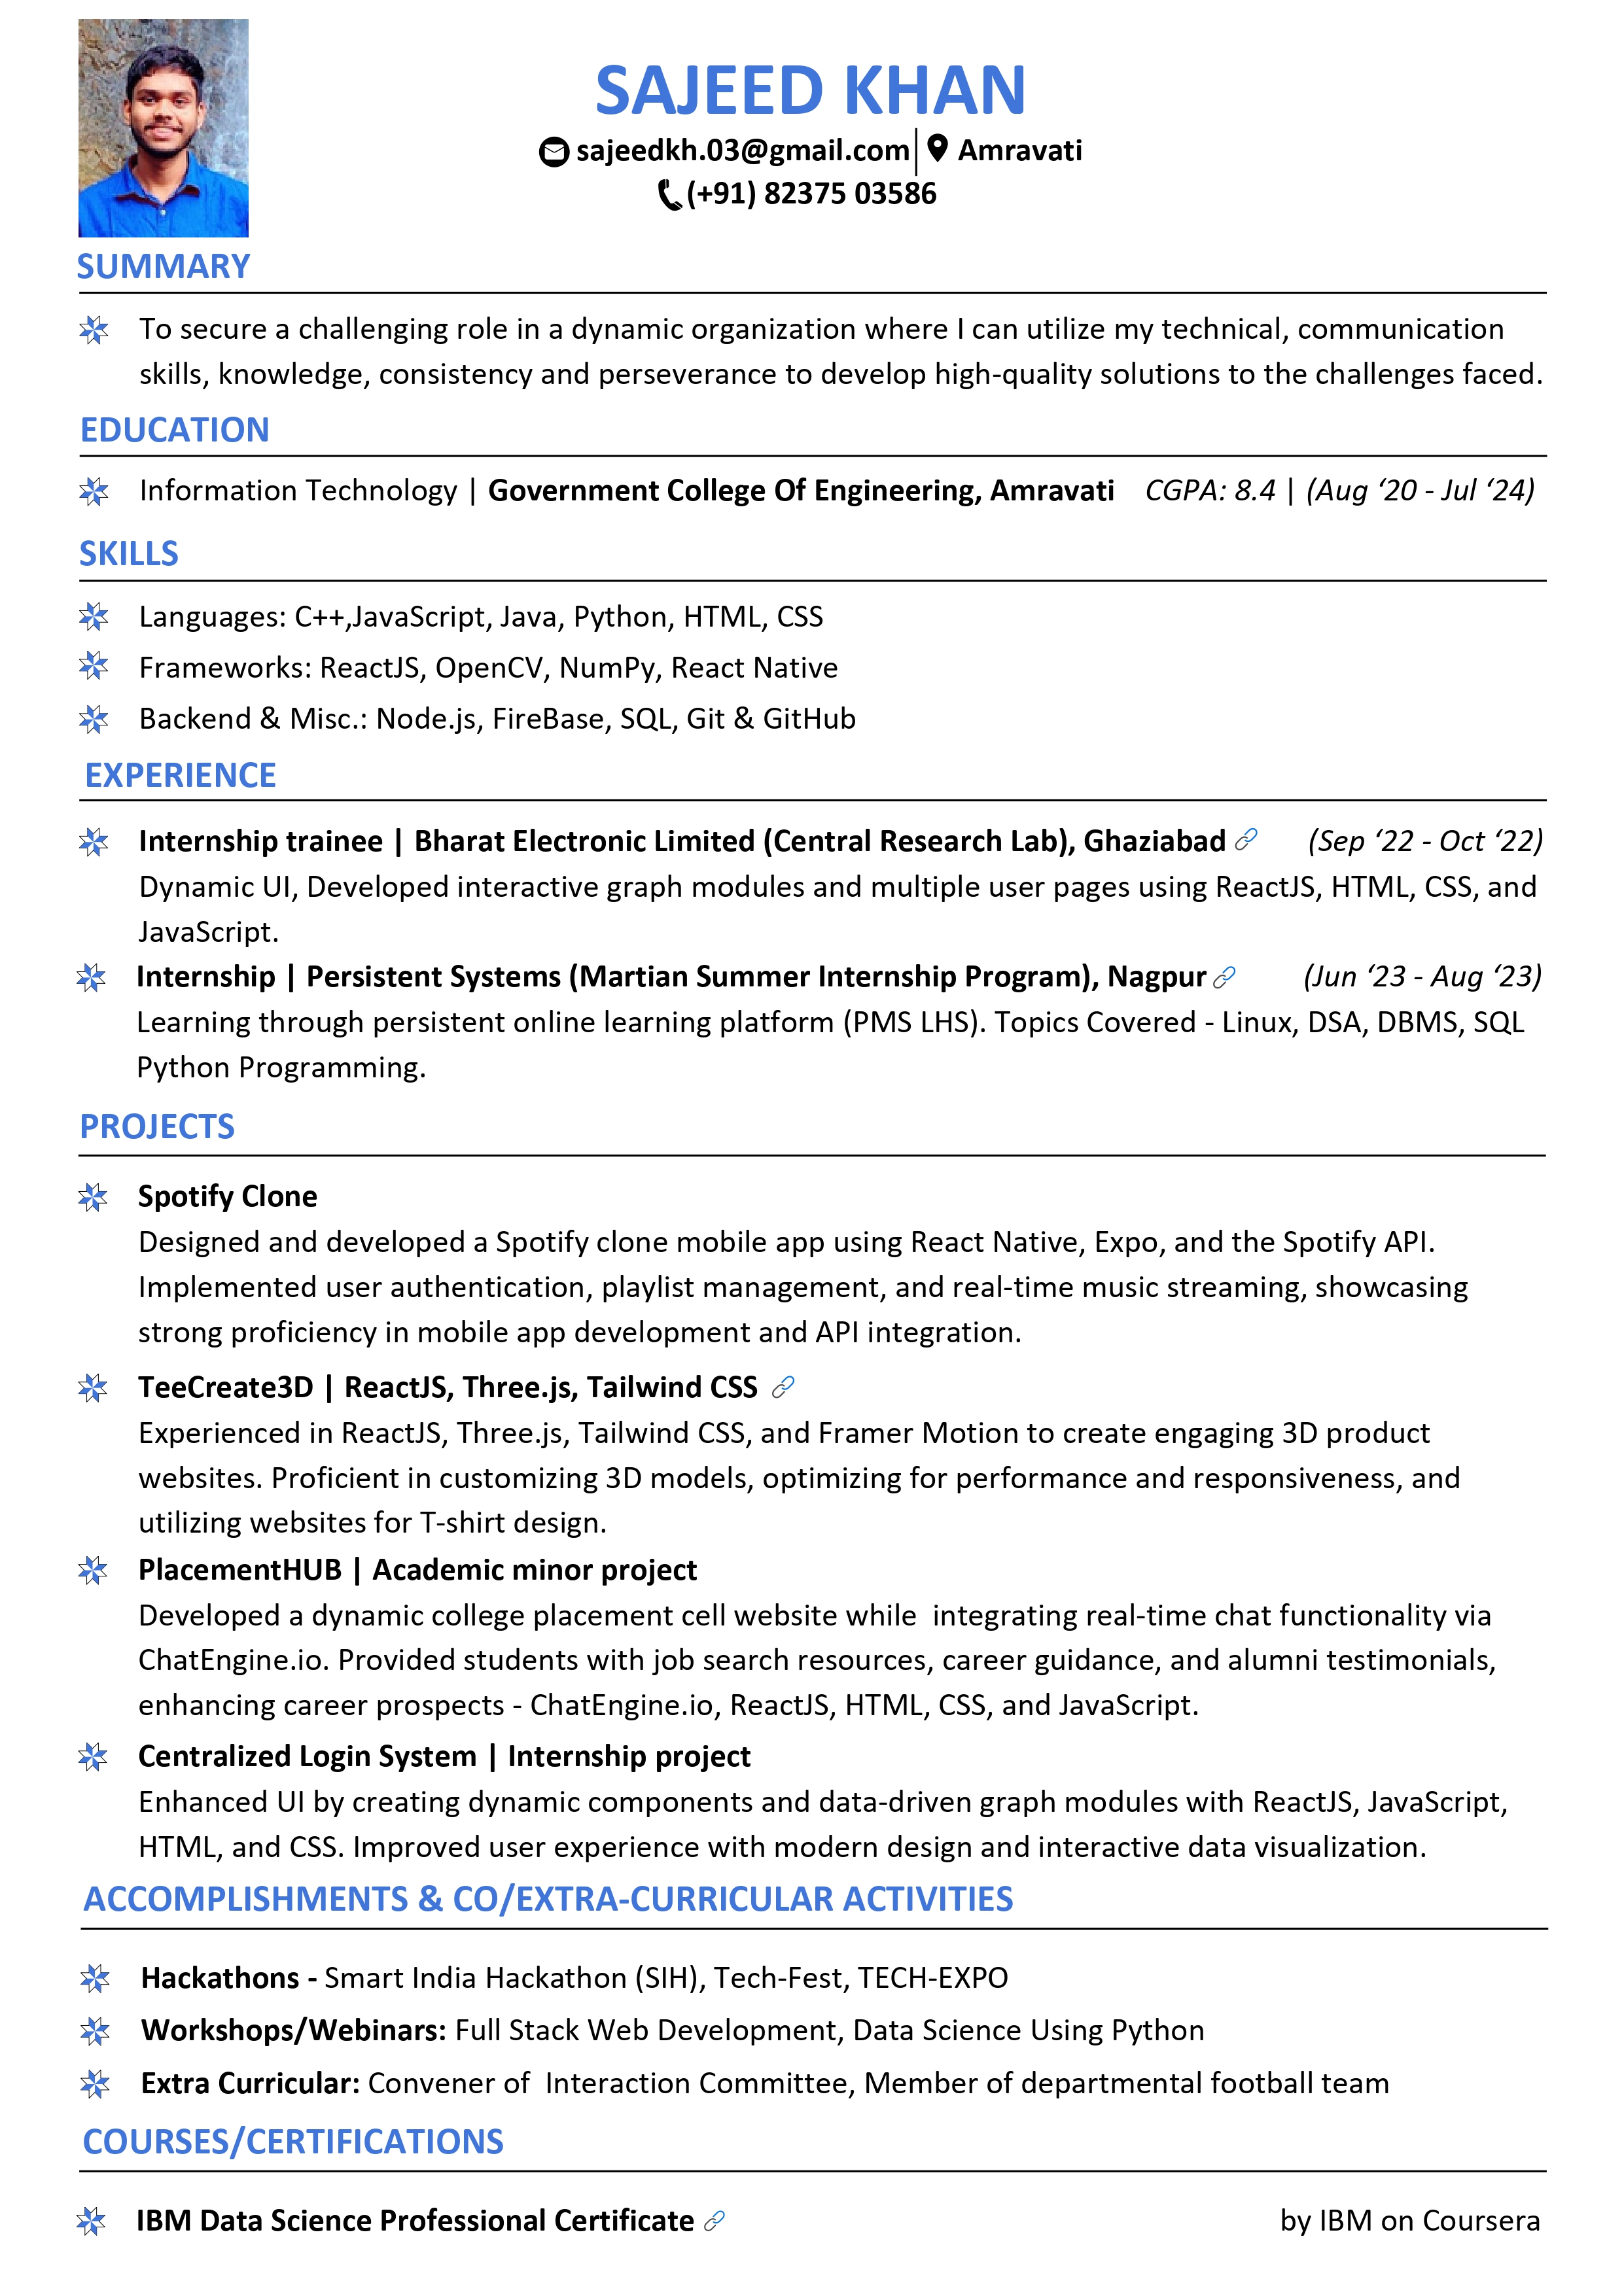 SAJEED KHAN
sajeedkh.03@gmail.com Amravati
(+91) 82375 03586
SUMMARY
To secure a challenging role in a dynamic organization where I can utilize my technical, communication
skills, knowledge, consistency and perseverance to develop high-quality solutions to the challenges faced.
EDUCATION
Information Technology | Government College Of Engineering, Amravati CGPA: 8.4 | (Aug ‘20 - Jul ‘24)
SKILLS
Languages: C++,JavaScript, Java, Python, HTML, CSS
Frameworks: ReactJS, OpenCV, NumPy, React Native
Backend & Misc.: Node.js, FireBase, SQL, Git & GitHub
EXPERIENCE
Internship trainee | Bharat Electronic Limited (Central Research Lab), Ghaziabad (Sep ‘22 - Oct ‘22)
Dynamic UI, Developed interactive graph modules and multiple user pages using ReactJS, HTML, CSS, and
JavaScript.
Internship | Persistent Systems (Martian Summer Internship Program), Nagpur (Jun ‘23 - Aug ‘23)
Learning through persistent online learning platform (PMS LHS). Topics Covered - Linux, DSA, DBMS, SQL
Python Programming.
PROJECTS
Spotify Clone
Designed and developed a Spotify clone mobile app using React Native, Expo, and the Spotify API.
Implemented user authentication, playlist management, and real-time music streaming, showcasing
strong proficiency in mobile app development and API integration.
TeeCreate3D | ReactJS, Three.js, Tailwind CSS
Experienced in ReactJS, Three.js, Tailwind CSS, and Framer Motion to create engaging 3D product
websites. Proficient in customizing 3D models, optimizing for performance and responsiveness, and
utilizing websites for T-shirt design.
PlacementHUB | Academic minor project
Developed a dynamic college placement cell website while  integrating real-time chat functionality via
ChatEngine.io. Provided students with job search resources, career guidance, and alumni testimonials,
enhancing career prospects - ChatEngine.io, ReactJS, HTML, CSS, and JavaScript.
Centralized Login System | Internship project
Enhanced UI by creating dynamic components and data-driven graph modules with ReactJS, JavaScript,
HTML, and CSS. Improved user experience with modern design and interactive data visualization.
ACCOMPLISHMENTS & CO/EXTRA-CURRICULAR ACTIVITIES
Hackathons - Smart India Hackathon (SIH), Tech-Fest, TECH-EXPO
Workshops/Webinars: Full Stack Web Development, Data Science Using Python
Extra Curricular: Convener of  Interaction Committee, Member of departmental football team
COURSES/CERTIFICATIONS
IBM Data Science Professional Certificate by IBM on Coursera